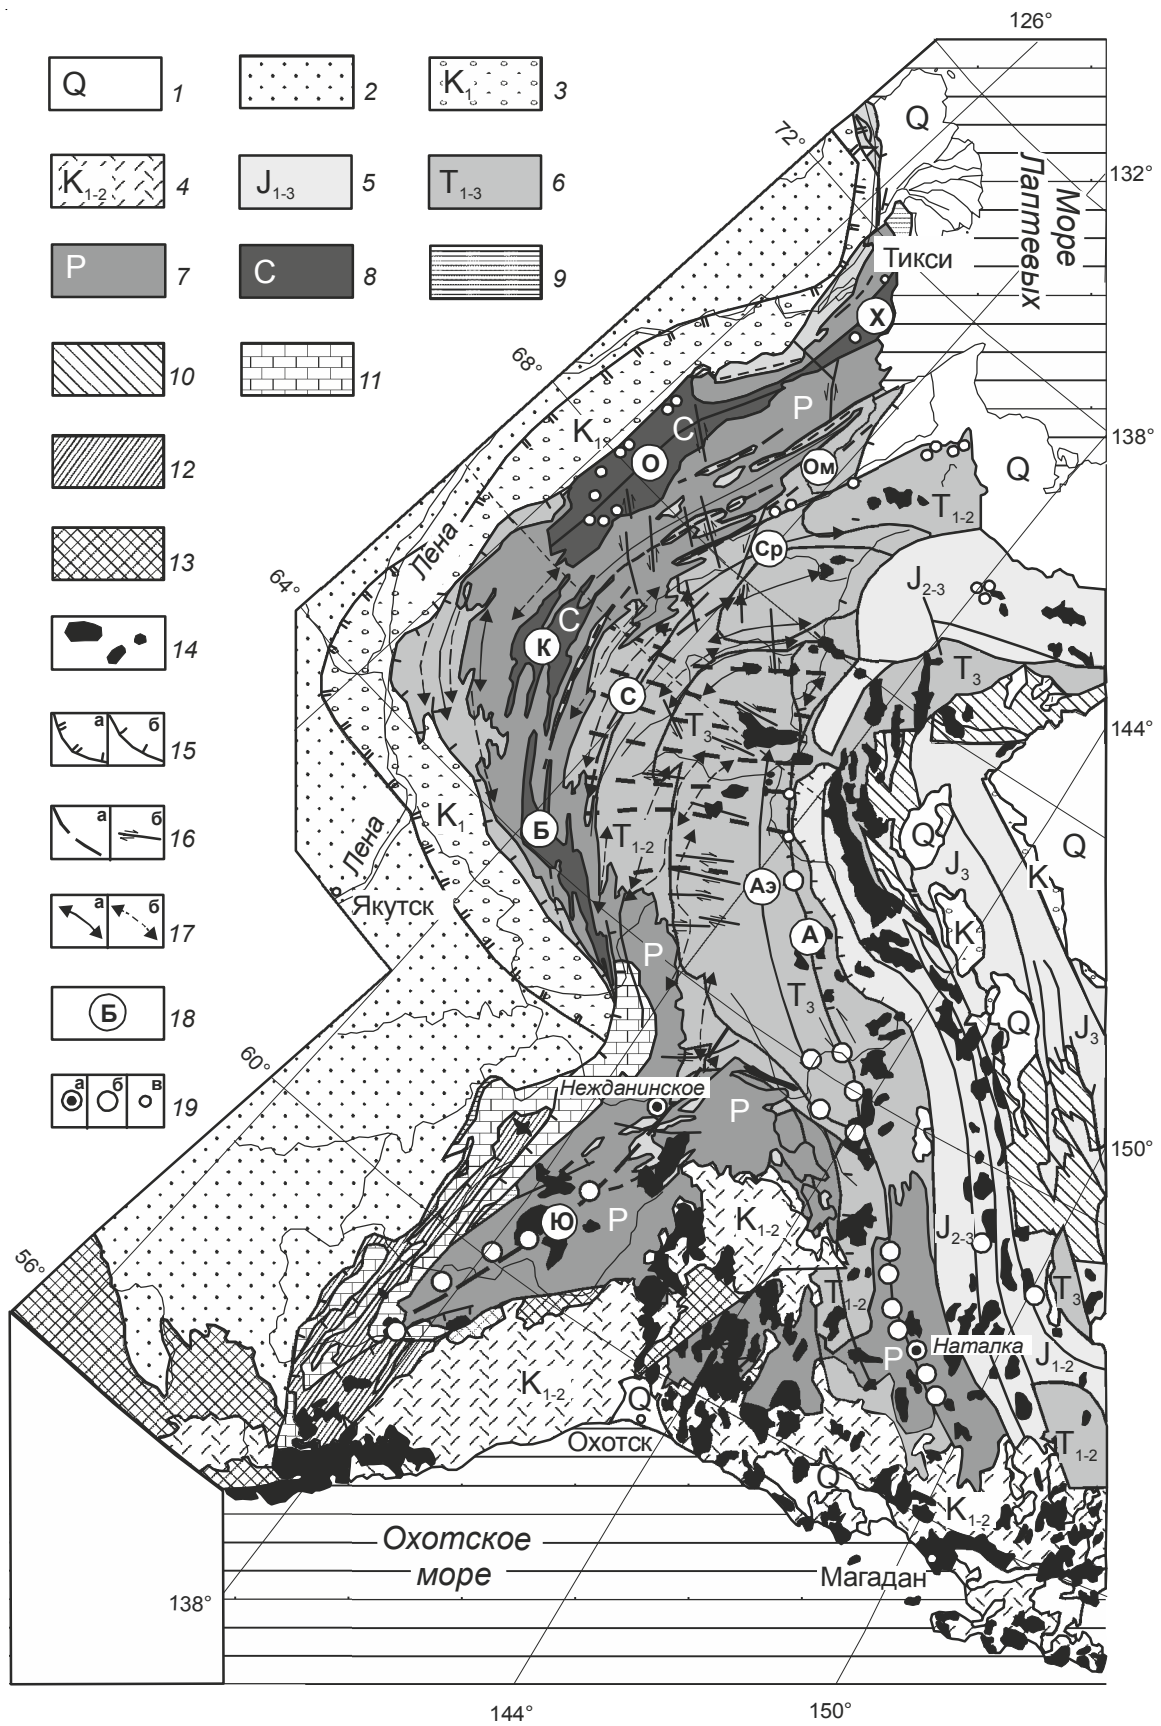 126°
Q 1
2
K1 3
K1-2 4
J1-3 5
T1-3 6
P 7
C 8
9
10
11
12
13
14
а б 15
а б 16
а б 17
Б 18
а б в 19
72°
Q
Море
Лаптевых
132°
Тикси
Х
68°
P
C
K1
О
Ом
138°
Q
T1-2
Лена
Ср
64°
J2-3
C
К
T3
С
T3
144°
K1
Б
T1-2
Q
Q
J3
K
Лена
Аэ
Якутск
А
K
P
T3
Q
J3
60°
Нежданинское
P
150°
Ю
P
K1-2
J2-3
56°
T1-2
T3
P
Наталка
J1-2
K1-2
Q
Охотск
T1-2
Q
K1-2
Охотское
море
Магадан
138°
144°
150°